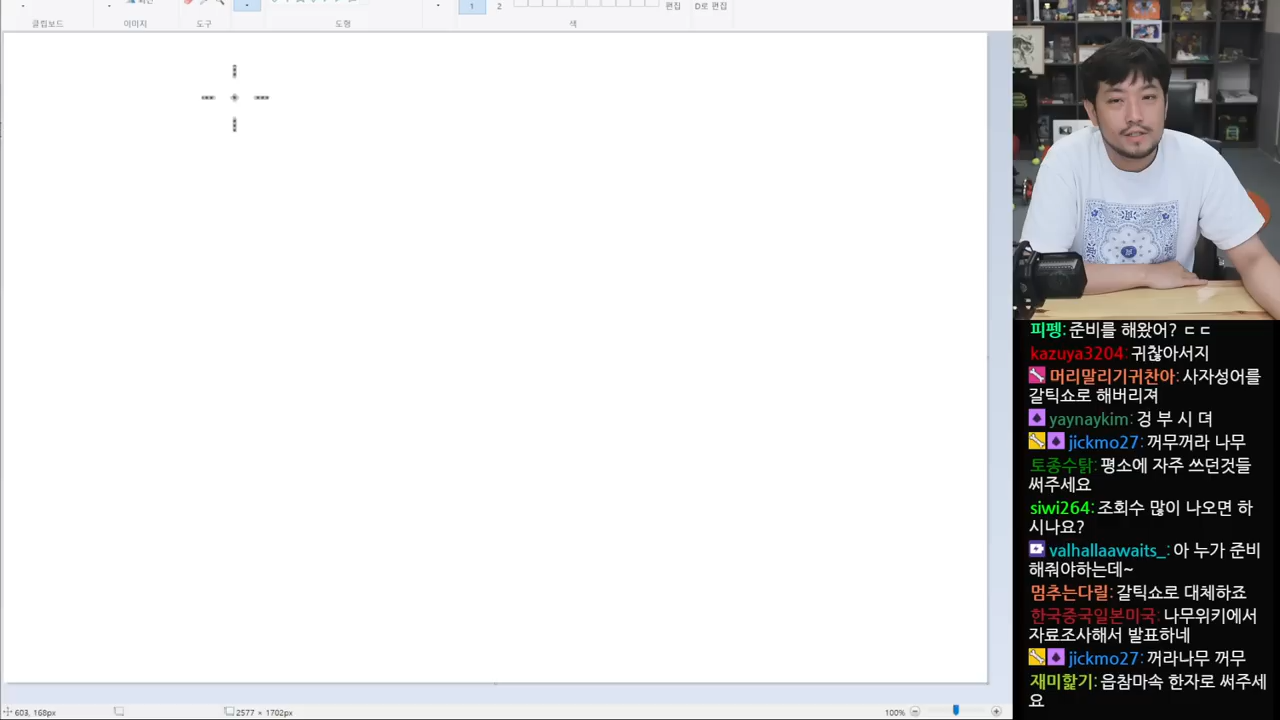 1
2
편집
D로 편집
클립보드
이미지
도구
도형
색
피펭: 준비를 해왔어? ㄷㄷ
kazuya3204: 귀찮아서지
머리말리기귀찬아: 사자성어를
갈틱쇼로 해버리져
yaynaykim: 겅 부 시 뎌
jickmo27: 꺼무꺼라 나무
토종수탉: 평소에 자주 쓰던것들
써주세요
siwi264: 조회수 많이 나오면 하
시나요?
valhallaawaits_: 아 누가 준비
해줘야하는데~
멈추는다릴: 갈틱쇼로 대체하죠
한국중국일본미국: 나무위키에서
자료조사해서 발표하네
jickmo27: 꺼라나무 꺼무
재미핥기: 읍참마속 한자로 써주세
요
603, 168px
2577 × 1702px
100%